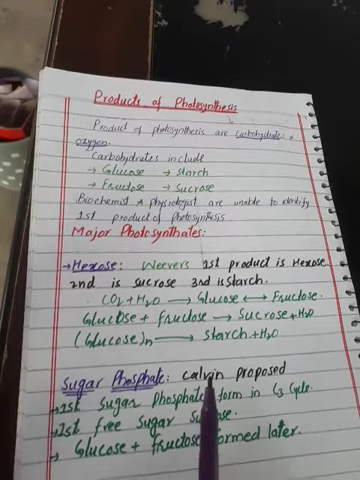 Products of Photosynthesis
Product of photosynthesis are carbohydrates +
oxygen.
Carbohydrates include
→ Glucose → starch
→ Fructose → Sucrose
Biochemist & physiologist are unable to identify
1st product of Photosynthesis
Major Photosynthates:
→Hexose: Weevers 1st product is Hexose
2nd is sucrose 3rd is starch.
CO2 + H2O → Glucose ↔ Fructose.
Glucose + fructose → Sucrose + H2O
(Glucose)n → starch + H2O
Sugar Phosphate: Calvin proposed
→1st Sugar Phosphate form in C3 Cycle.
→1st free Sugar
→ Glucose + fructose formed later.